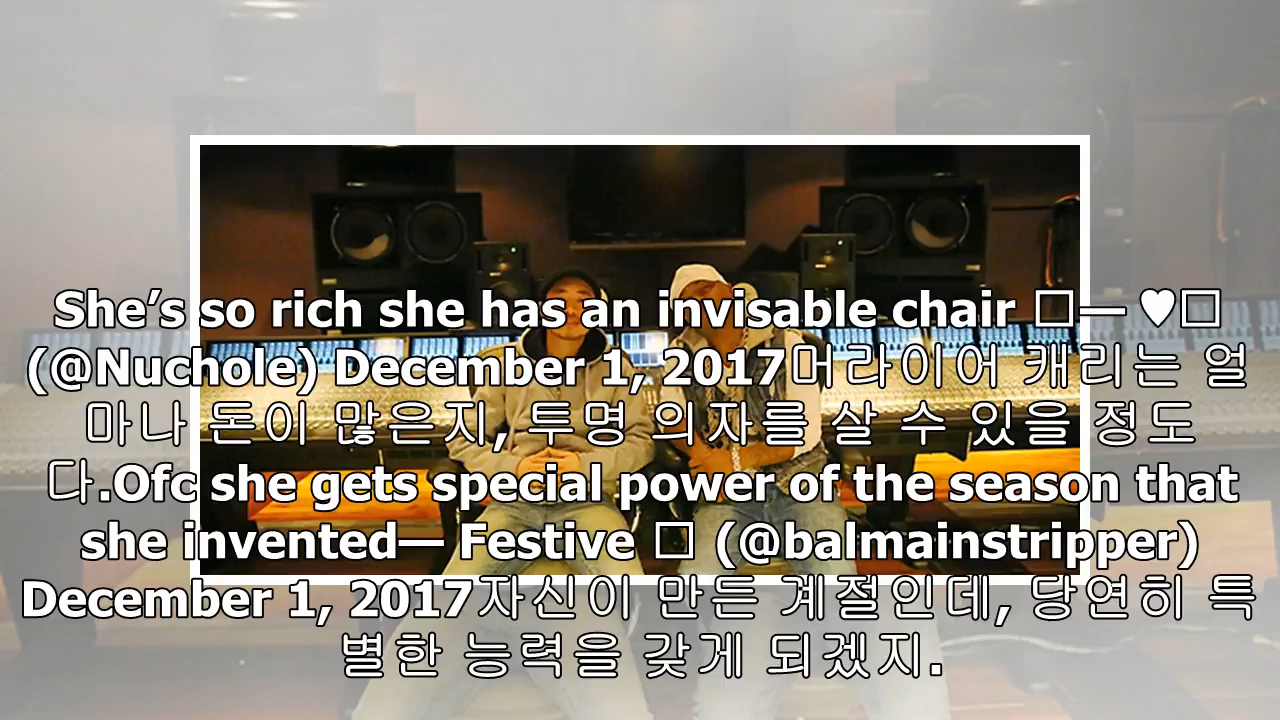 She’s so rich she has an invisable chair □— ♥□
(@Nuchole) December 1, 2017머라이어 캐리는 얼
마나 돈이 많은지, 투명 의자를 살 수 있을 정도
다.Ofc she gets special power of the season that
she invented— Festive □ (@balmainstripper)
December 1, 2017자신이 만든 계절인데, 당연히 특
별한 능력을 갖게 되겠지.